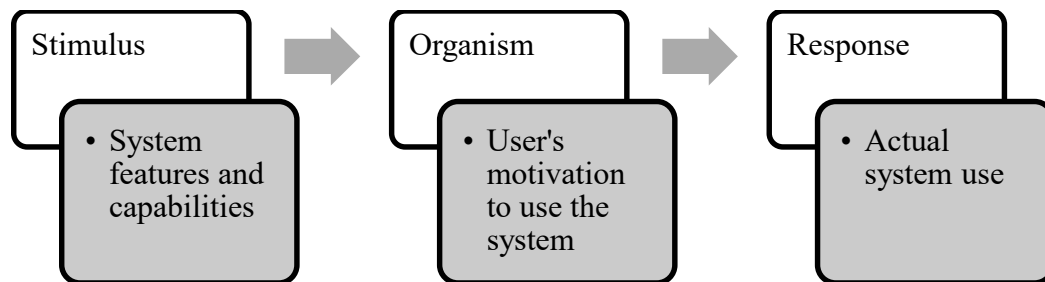 Stimulus
• System
features and
capabilities
Organism
• User's
motivation
to use the
system
Response
• Actual
system use